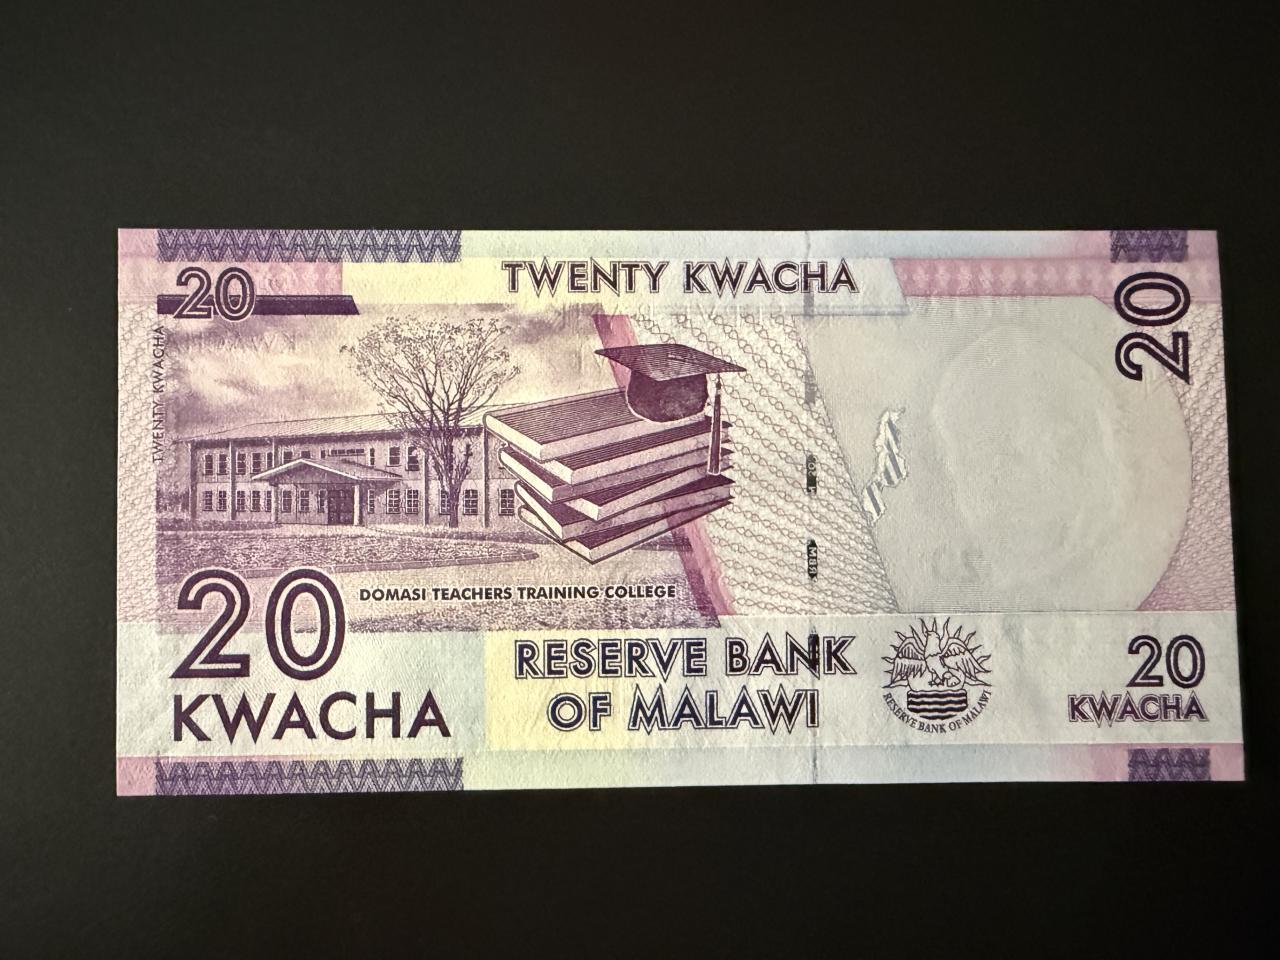 20
TWENTY KWACHA
20
TWENTY KWACHA
DOMASI TEACHERS TRAINING COLLEGE
20
KWACHA
RESERVE BANK
OF MALAWI
RESERVE BANK OF MALAWI
20
KWACHA